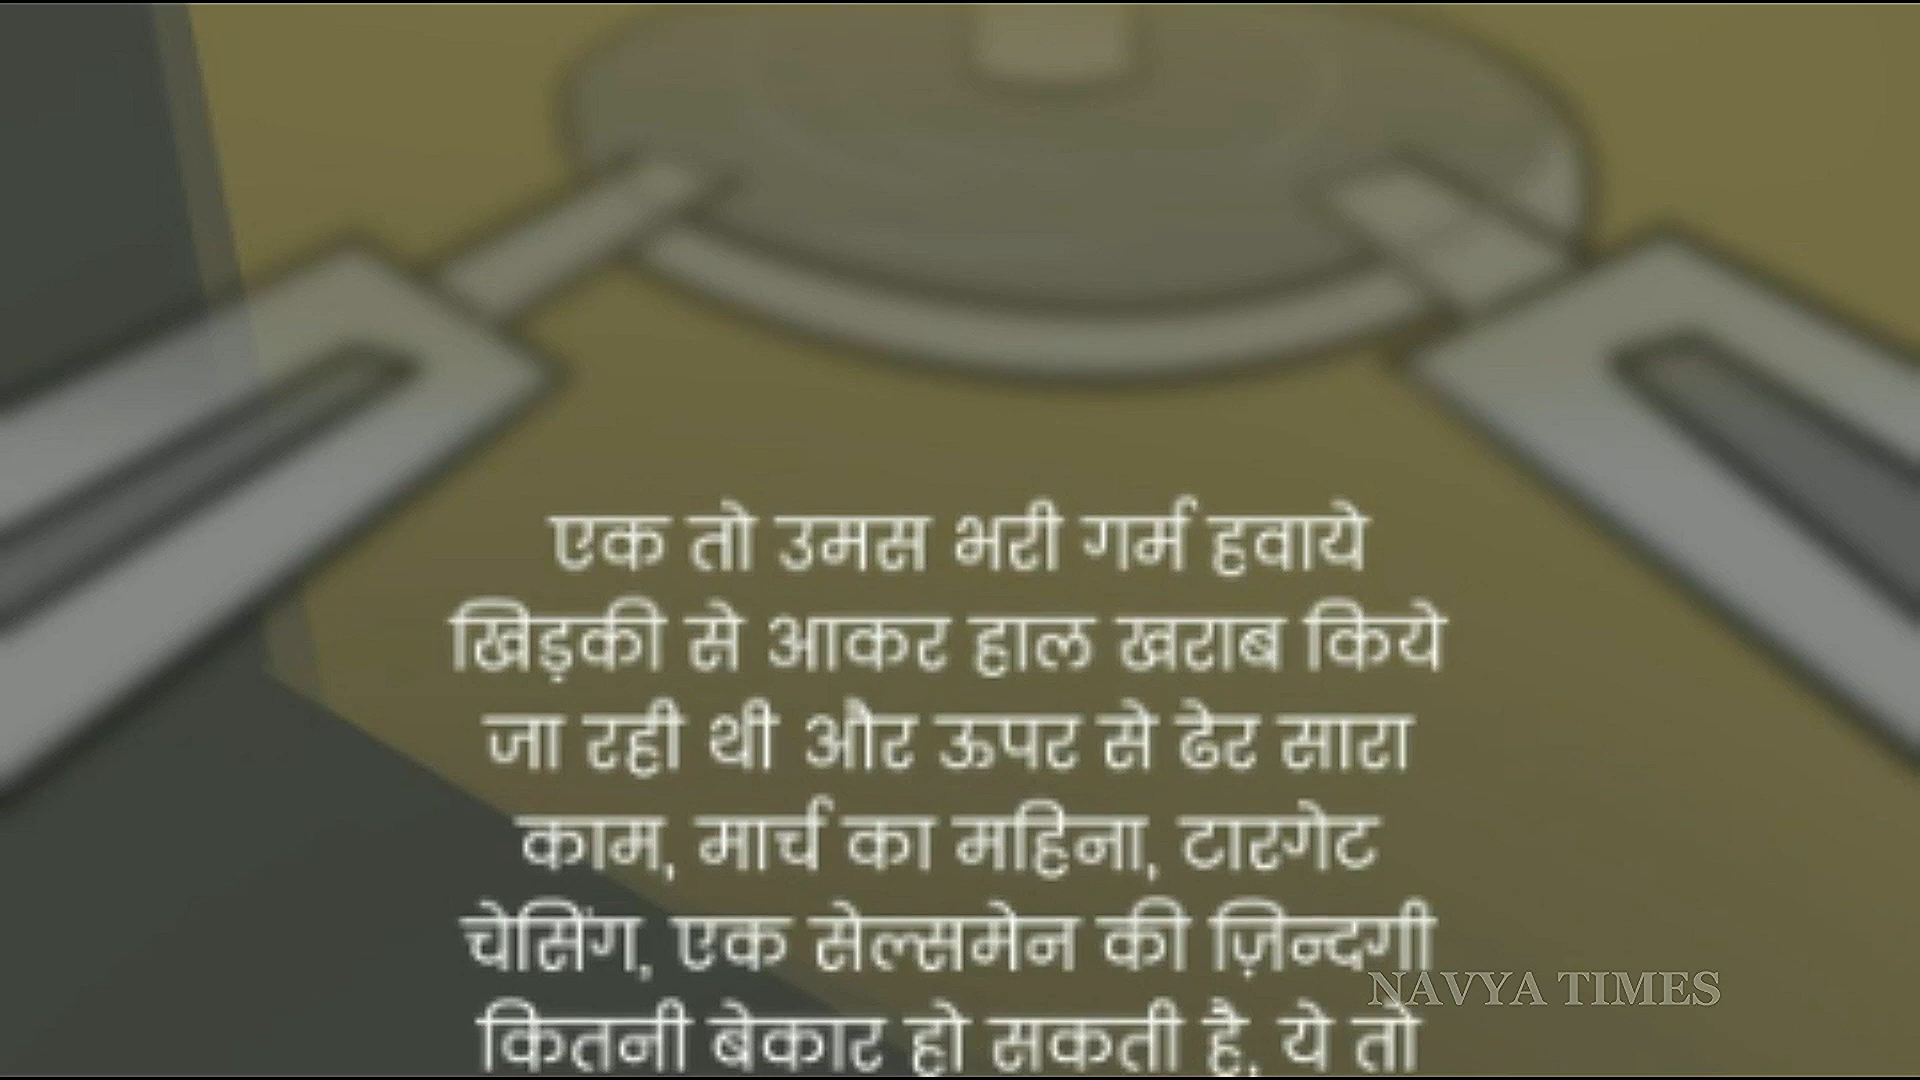 एक तो उमस भरी गर्म हवाये
खिड़की से आकर हाल खराब किये
जा रही थी और ऊपर से ढेर सारा
काम, मार्च का महिना, टारगेट
चेसिंग, एक सेल्समेन की ज़िन्दगी
NAVYA TIMES
कितनी बेकार हो सकती है, ये तो